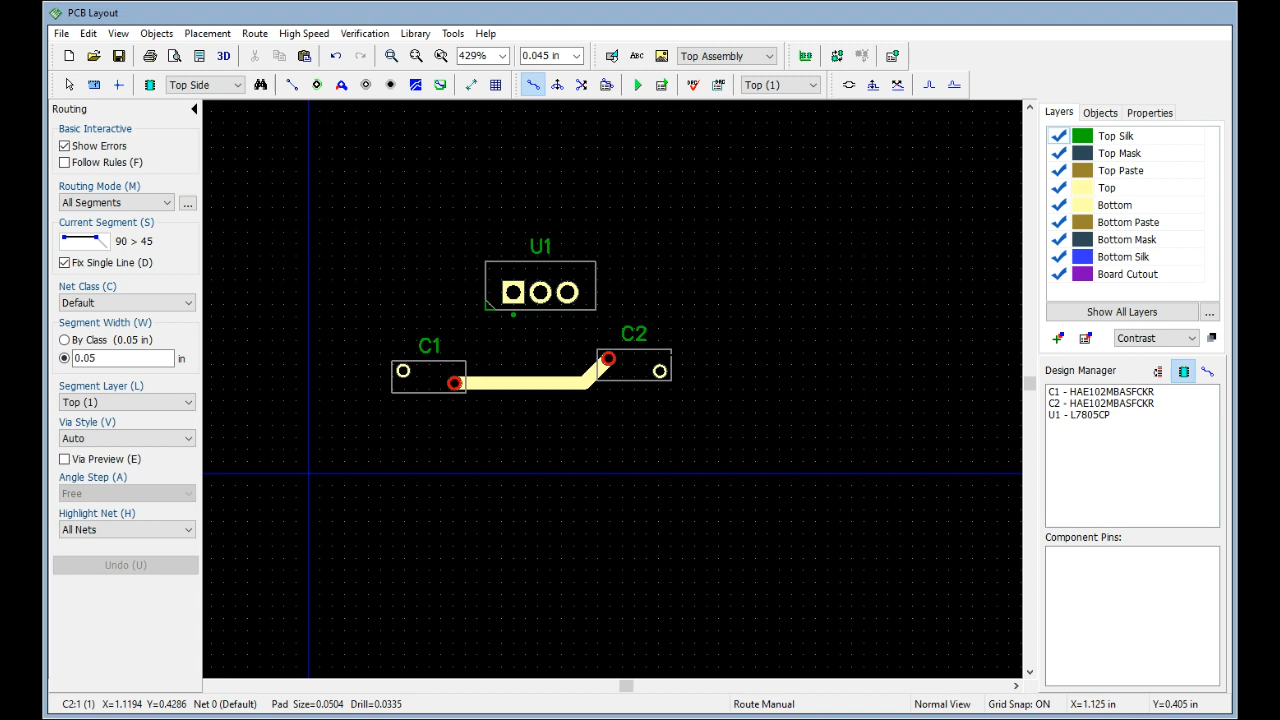 PCB Layout
File Edit View Objects Placement Route High Speed Verification Library Tools Help
3D 429% 0.045 in ABC Top Assembly
Top Side Top (1)
Routing
Basic Interactive
Show Errors
Follow Rules (F)
Routing Mode (M)
All Segments ...
Current Segment (S)
90 > 45
Fix Single Line (D)
Net Class (C)
Default
Segment Width (W)
By Class (0.05 in)
0.05 in
Segment Layer (L)
Top (1)
Via Style (V)
Auto
Via Preview (E)
Angle Step (A)
Free
Highlight Net (H)
All Nets
Undo (U)
U1
C2
C1
Layers Objects Properties
Top Silk
Top Mask
Top Paste
Top
Bottom
Bottom Paste
Bottom Mask
Bottom Silk
Board Cutout
Show All Layers ...
Contrast
Design Manager
C1 - HAE102MBASFCKR
C2 - HAE102MBASFCKR
U1 - L7805CP
Component Pins:
C2:1 (1) X=1.1194 Y=0.4286 Net 0 (Default) Pad Size=0.0504 Drill=0.0335 Route Manual Normal View Grid Snap: ON X=1.125 in Y=0.405 in